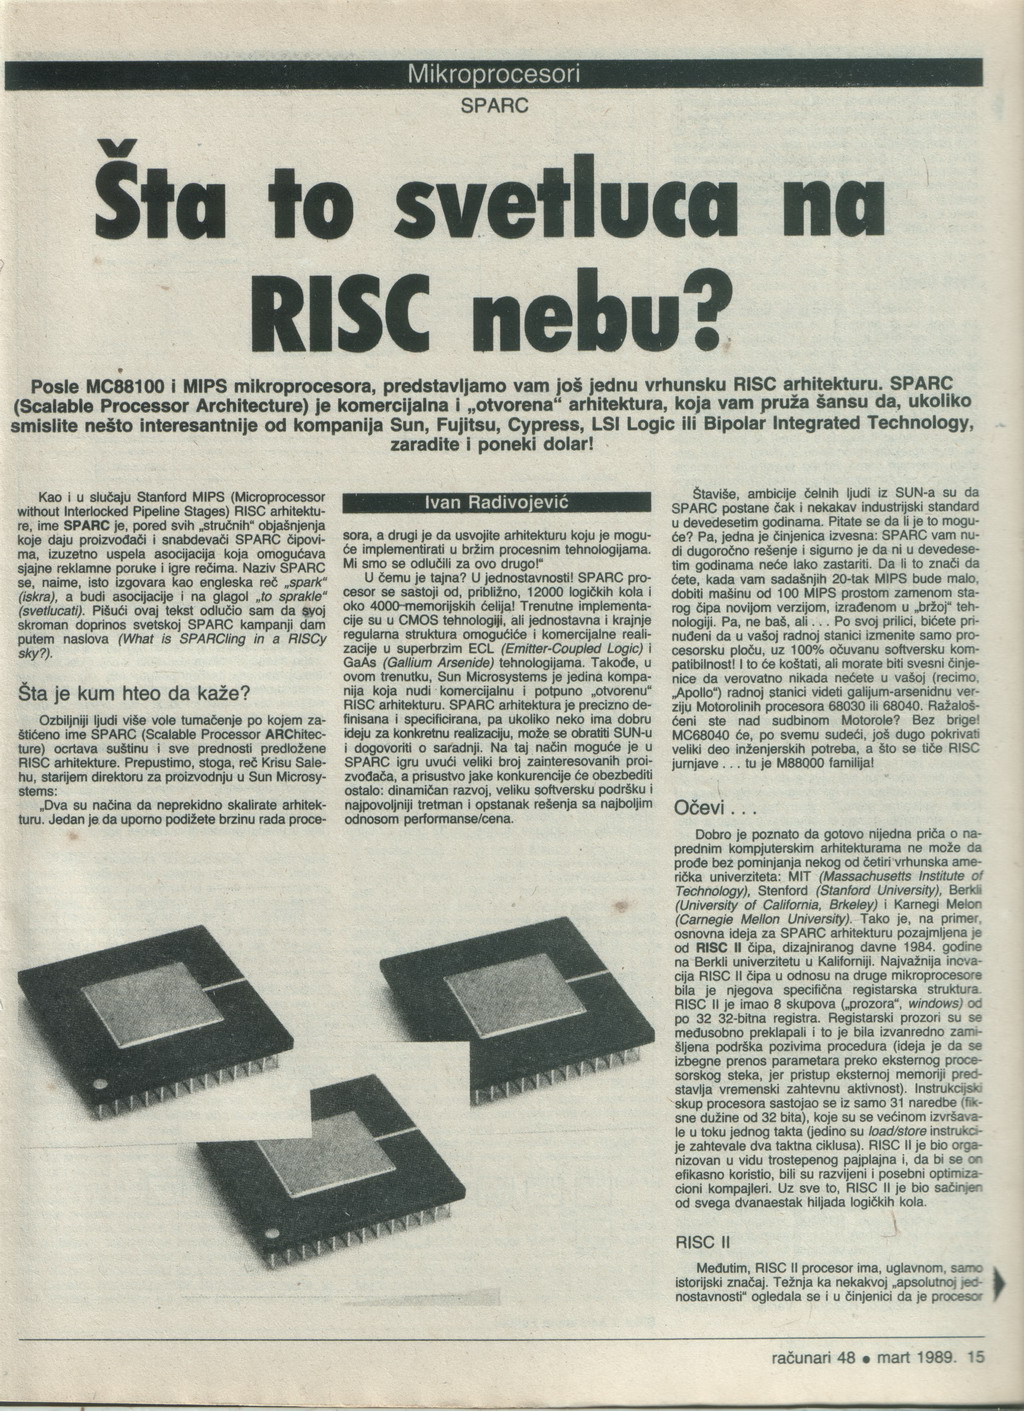 Mikroprocesori
SPARC
Šta to svetluca na
RISC nebu?
Posle MC88100 i MIPS mikroprocesora, predstavljamo vam još jednu vrhunsku RISC arhitekturu. SPARC
(Scalable Processor Architecture) je komercijalna i „otvorena“ arhitektura, koja vam pruža šansu da, ukoliko
smislite nešto interesantnije od kompanija Sun, Fujitsu, Cypress, LSI Logic ili Bipolar Integrated Technology,
zaradite i poneki dolar!
Kao i u slučaju Stanford MIPS (Microprocessor
without Interlocked Pipeline Stages) RISC arhitektu-
re, ime SPARC je, pored svih „stručnih“ objašnjenja
koje daju proizvođači i snabdevači SPARC čipovi-
ma, izuzetno uspela asocijacija koja omogućava
sjajne reklamne poruke i igre rečima. Naziv SPARC
se, naime, isto izgovara kao engleska reč „spark“
(iskra), a budi asocijacije i na glagol „to sprakle“
(svetlucati). Pišući ovaj tekst odlučio sam da svoj
skroman doprinos svetskoj SPARC kampanji dam
putem naslova (What is SPARCling in a RISCy
sky?).
Šta je kum hteo da kaže?
Ozbiljniji ljudi više vole tumačenje po kojem za-
štićeno ime SPARC (Scalable Processor ARChitec-
ture) ocrtava suštinu i sve prednosti predložene
RISC arhitekture. Prepustimo, stoga, reč Krisu Sale-
hu, starijem direktoru za proizvodnju u Sun Microsy-
stems:
„Dva su načina da neprekidno skalirate arhitek-
turu. Jedan je da uporno podižete brzinu rada proce-
Ivan Radivojević
sora, a drugi je da usvojite arhitekturu koju je mogu-
će implementirati u bržim procesnim tehnologijama.
Mi smo se odlučili za ovo drugo!“
U čemu je tajna? U jednostavnosti! SPARC pro-
cesor se sastoji od, približno, 12000 logičkih kola i
oko 4000-memorijskih ćelija! Trenutne implementa-
cije su u CMOS tehnologiji, ali jednostavna i krajnje
regularna struktura omogućiće i komercijalne reali-
zacije u superbrzim ECL (Emitter-Coupled Logic) i
GaAs (Gallium Arsenide) tehnologijama. Takođe, u
ovom trenutku, Sun Microsystems je jedina kompa-
nija koja nudi komercijalnu i potpuno „otvorenu“
RISC arhitekturu. SPARC arhitektura je precizno de-
finisana i specificirana, pa ukoliko neko ima dobru
ideju za konkretnu realizaciju, može se obratiti SUN-u
i dogovoriti o saradnji. Na taj način moguće je u
SPARC igru uvući veliki broj zainteresovanih proi-
zvođača, a prisustvo jake konkurencije će obezbediti
ostalo: dinamičan razvoj, veliku softversku podršku i
najpovoljniji tretman i opstanak rešenja sa najboljim
odnosom performanse/cena.
Štaviše, ambicije čelnih ljudi iz SUN-a su da
SPARC postane čak i nekakav industrijski standard
u devedesetim godinama. Pitate se da li je to mogu-
će? Pa, jedna je činjenica izvesna: SPARC vam nu-
di dugoročno rešenje i sigurno je da ni u devedese-
tim godinama neće lako zastariti. Da li to znači da
ćete, kada vam sadašnjih 20-tak MIPS bude malo,
dobiti mašinu od 100 MIPS prostom zamenom sta-
rog čipa novijom verzijom, izrađenom u „bržoj“ teh-
nologiji. Pa, ne baš, ali... Po svoj prilici, bićete pri-
nuđeni da u vašoj radnoj stanici izmenite samo pro-
cesorsku ploču, uz 100% očuvanu softversku kom-
patibilnost! I to će koštati, ali morate biti svesni činje-
nice da verovatno nikada nećete u vašoj (recimo,
„Apollo“) radnoj stanici videti galijum-arsenidnu ver-
ziju Motorolinih procesora 68030 ili 68040. Ražaloš-
ćeni ste nad sudbinom Motorole? Bez brige!
MC68040 će, po svemu sudeći, još dugo pokrivati
veliki deo inženjerskih potreba, a što se tiče RISC
jurnjave... tu je M88000 familija!
Očevi...
Dobro je poznato da gotovo nijedna priča o na-
prednim kompjuterskim arhitekturama ne može da
prođe bez pominjanja nekog od četiri vrhunska ame-
rička univerziteta: MIT (Massachusetts Institute of
Technology), Stenford (Stanford University), Berkli
(University of California, Brkeley) i Karnegi Melon
(Carnegie Mellon University). Tako je, na primer,
osnovna ideja za SPARC arhitekturu pozajmljena je
od RISC II čipa, dizajniranog davne 1984. godine
na Berkli univerzitetu u Kaliforniji. Najvažnija inova-
cija RISC II čipa u odnosu na druge mikroprocesore
bila je njegova specifična registarska struktura.
RISC II je imao 8 skupova („prozora“, windows) od
po 32 32-bitna registra. Registarski prozori su se
međusobno preklapali i to je bila izvanredno zami-
šljena podrška pozivima procedura (ideja je da se
izbegne prenos parametara preko eksternog proce-
sorskog steka, jer pristup eksternoj memoriji pred-
stavlja vremenski zahtevnu aktivnost). Instrukcijski
skup procesora sastojao se iz samo 31 naredbe (fik-
sne dužine od 32 bita), koje su se većinom izvršava-
le u toku jednog takta (jedino su load/store instrukci-
je zahtevale dva taktna ciklusa). RISC II je bio orga-
nizovan u vidu trostepenog pajplajna i, da bi se on
efikasno koristio, bili su razvijeni i posebni optimiza-
cioni kompajleri. Uz sve to, RISC II je bio sačinjen
od svega dvanaestak hiljada logičkih kola.
RISC II
Međutim, RISC II procesor ima, uglavnom, samo
istorijski značaj. Težnja ka nekakvoj „apsolutnoj jed-
nostavnosti“ ogledala se i u činjenici da je procesor
računari 48 • mart 1989. 15